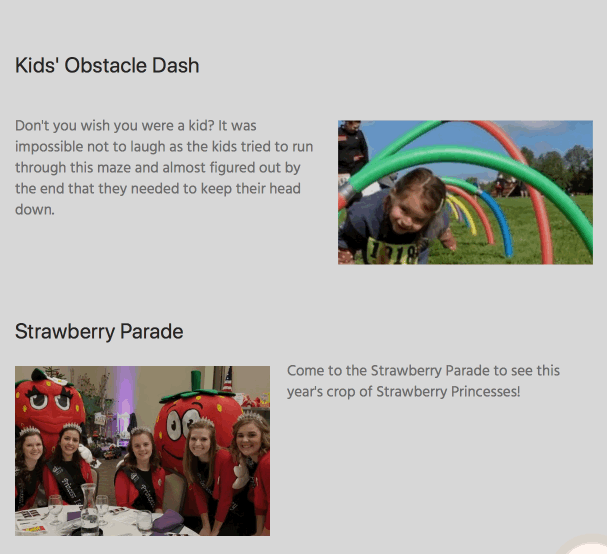 Kids' Obstacle Dash
Don't you wish you were a kid? It was
impossible not to laugh as the kids tried to run
through this maze and almost figured out by
the end that they needed to keep their head
down.
1318
Strawberry Parade
Come to the Strawberry Parade to see this
year's crop of Strawberry Princesses!